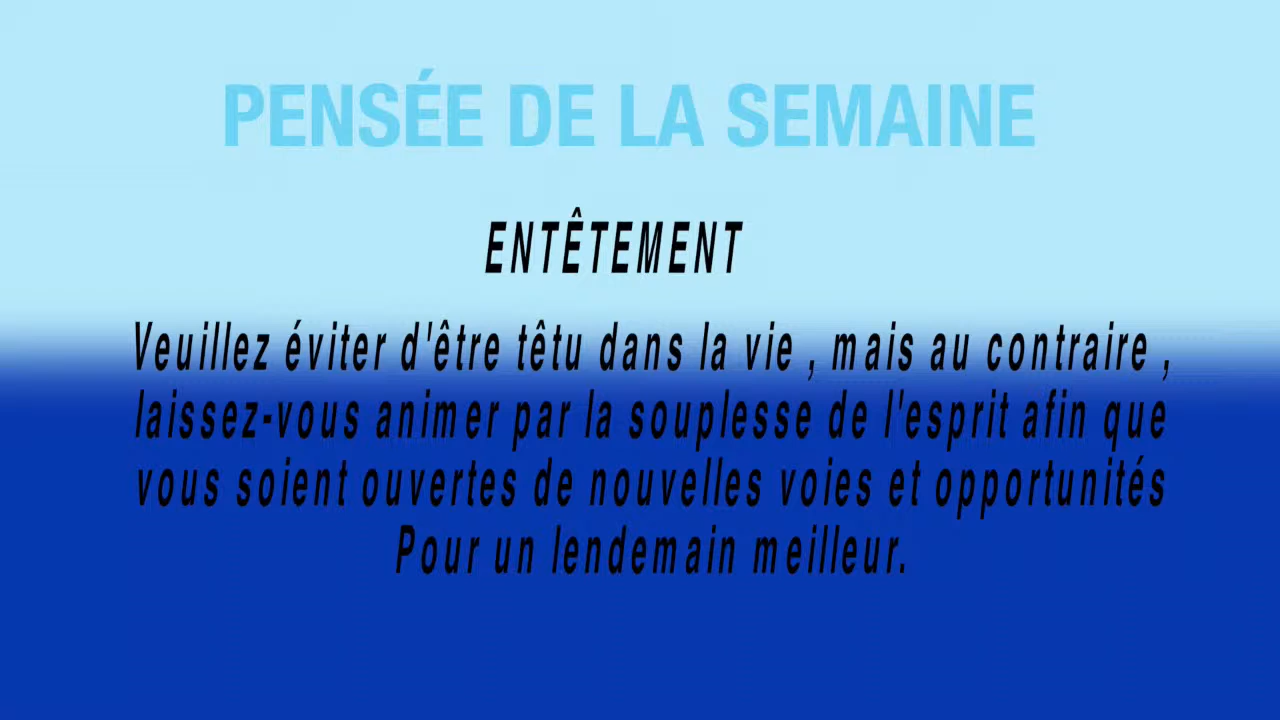 PENSÉE DE LA SEMAINE
ENTÊTEMENT
Veuillez éviter d'être têtu dans la vie , mais au contraire ,
laissez-vous animer par la souplesse de l'esprit afin que
vous soient ouvertes de nouvelles voies et opportunités
Pour un lendemain meilleur.